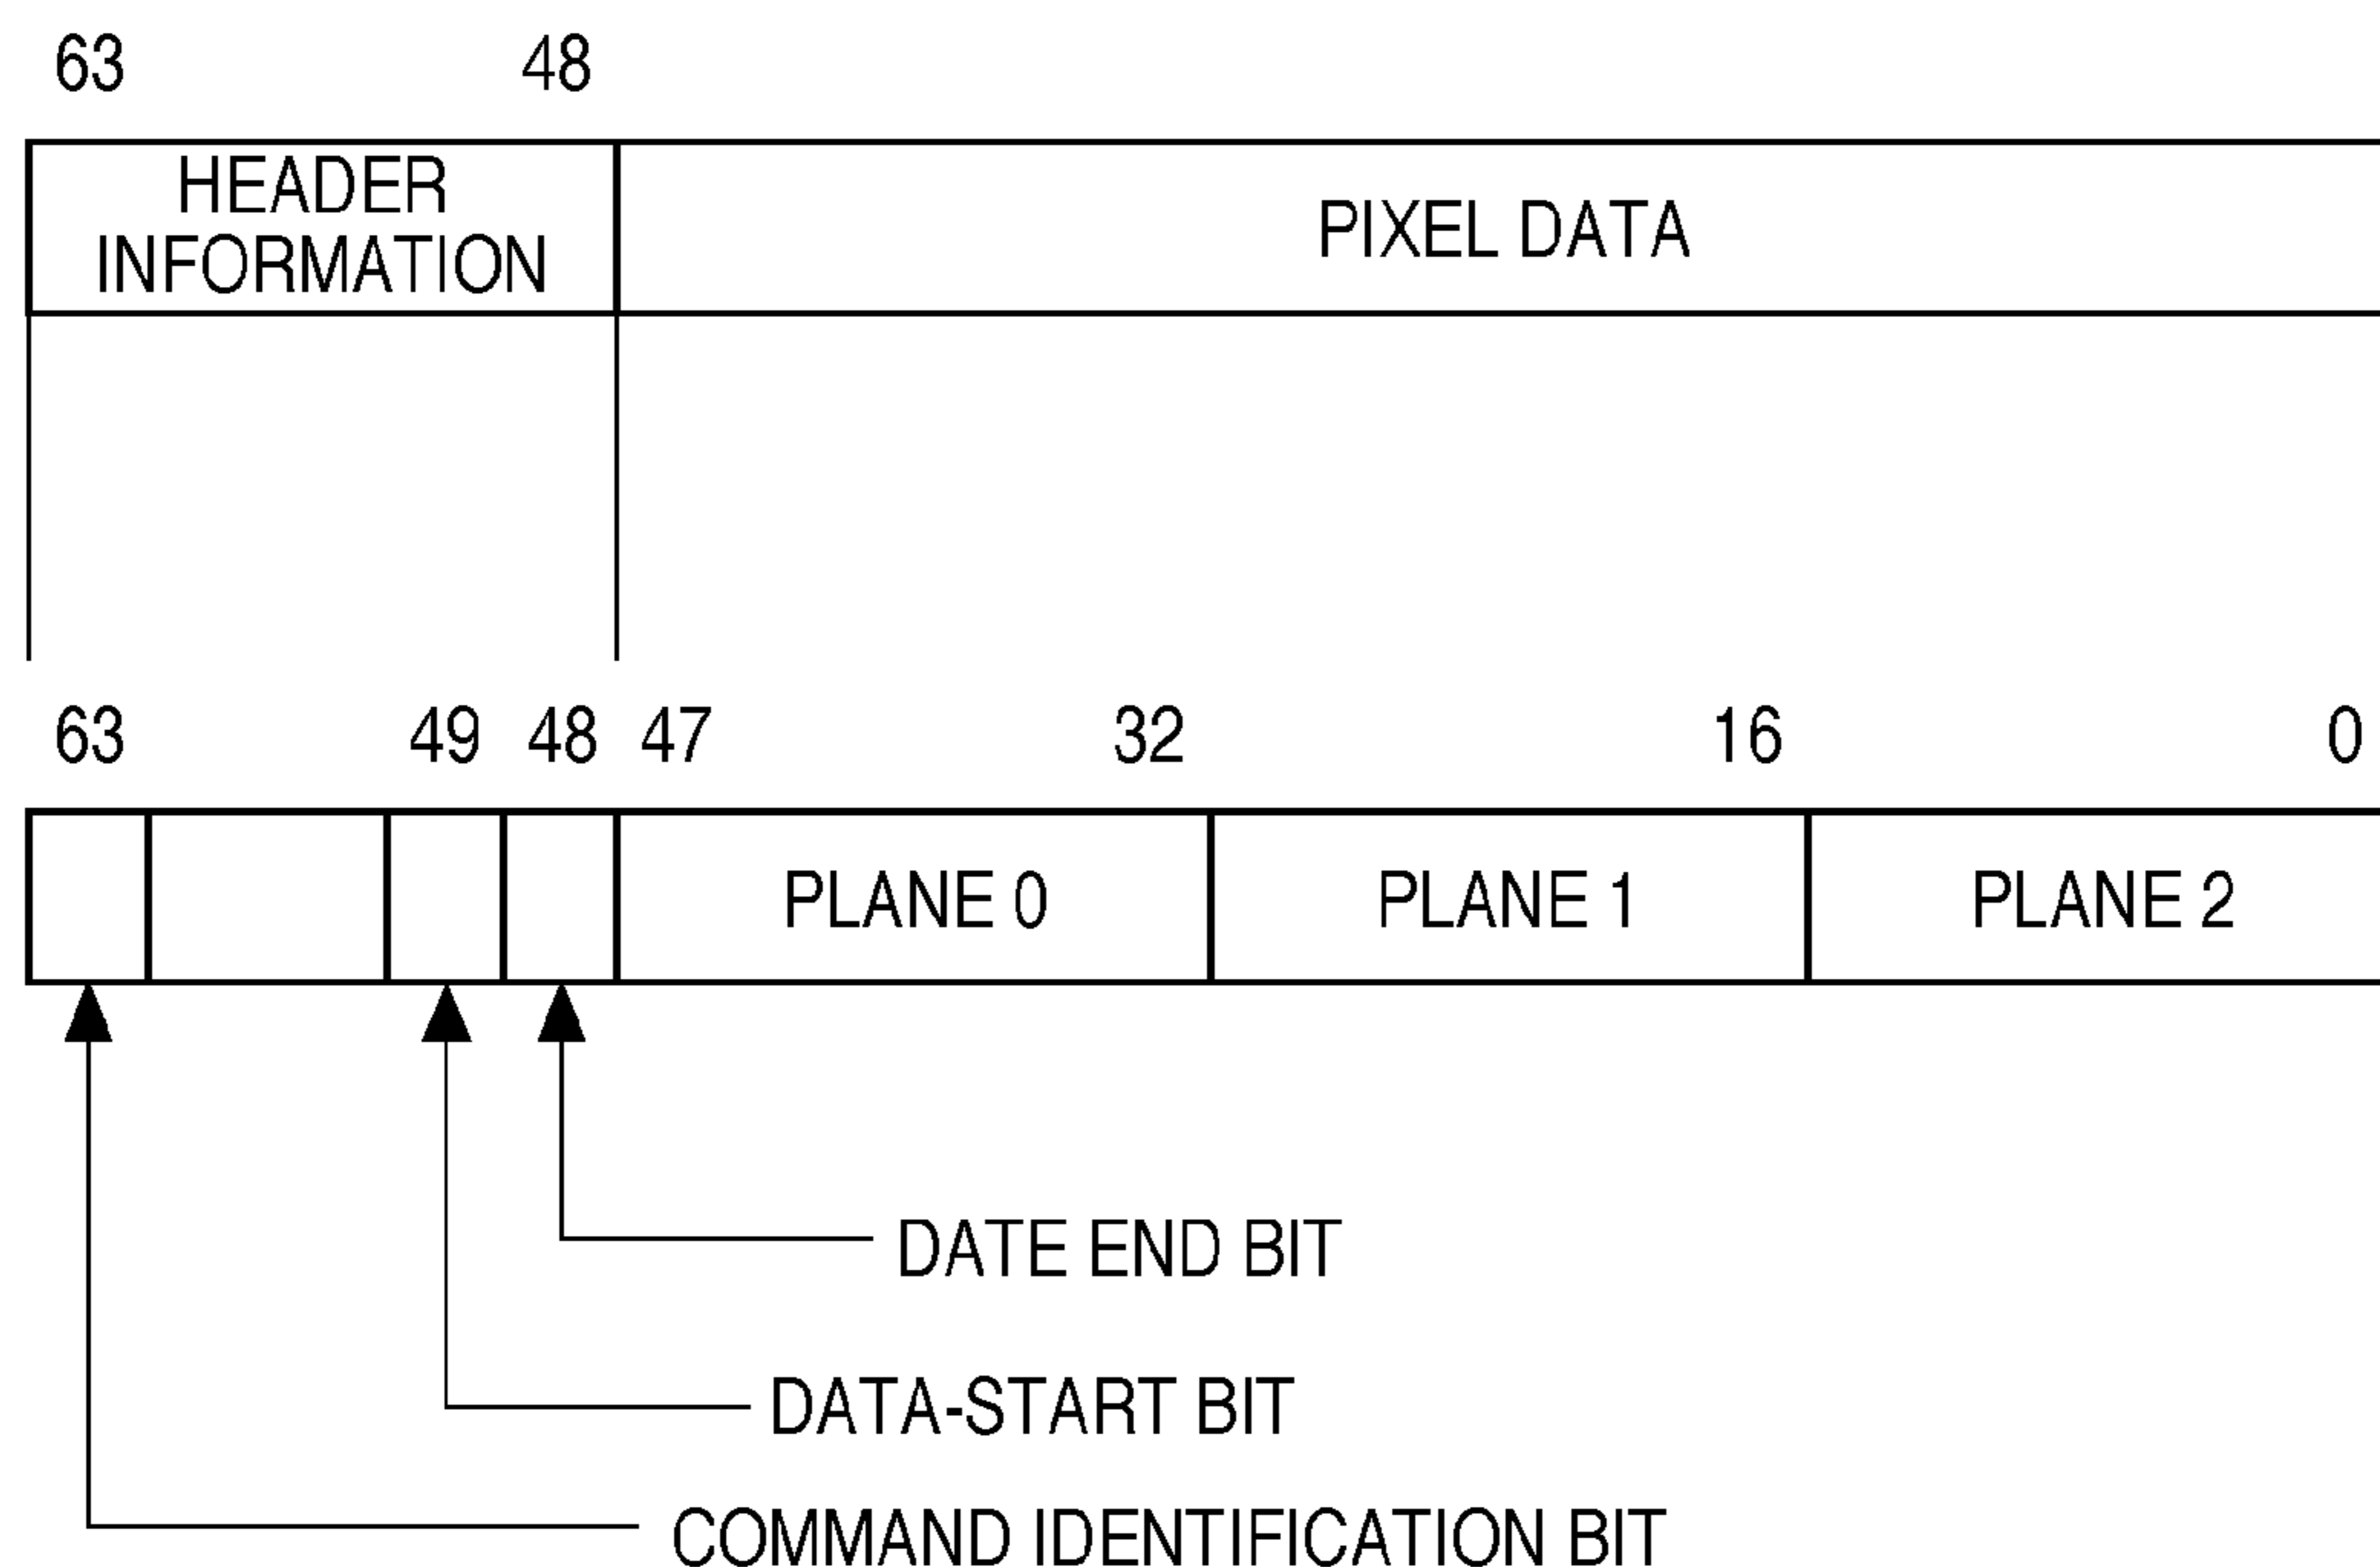 63 48
HEADER
INFORMATION
PIXEL DATA
63 49 48 47 32 16 0
PLANE 0 PLANE 1 PLANE 2
DATE END BIT
DATA-START BIT
COMMAND IDENTIFICATION BIT